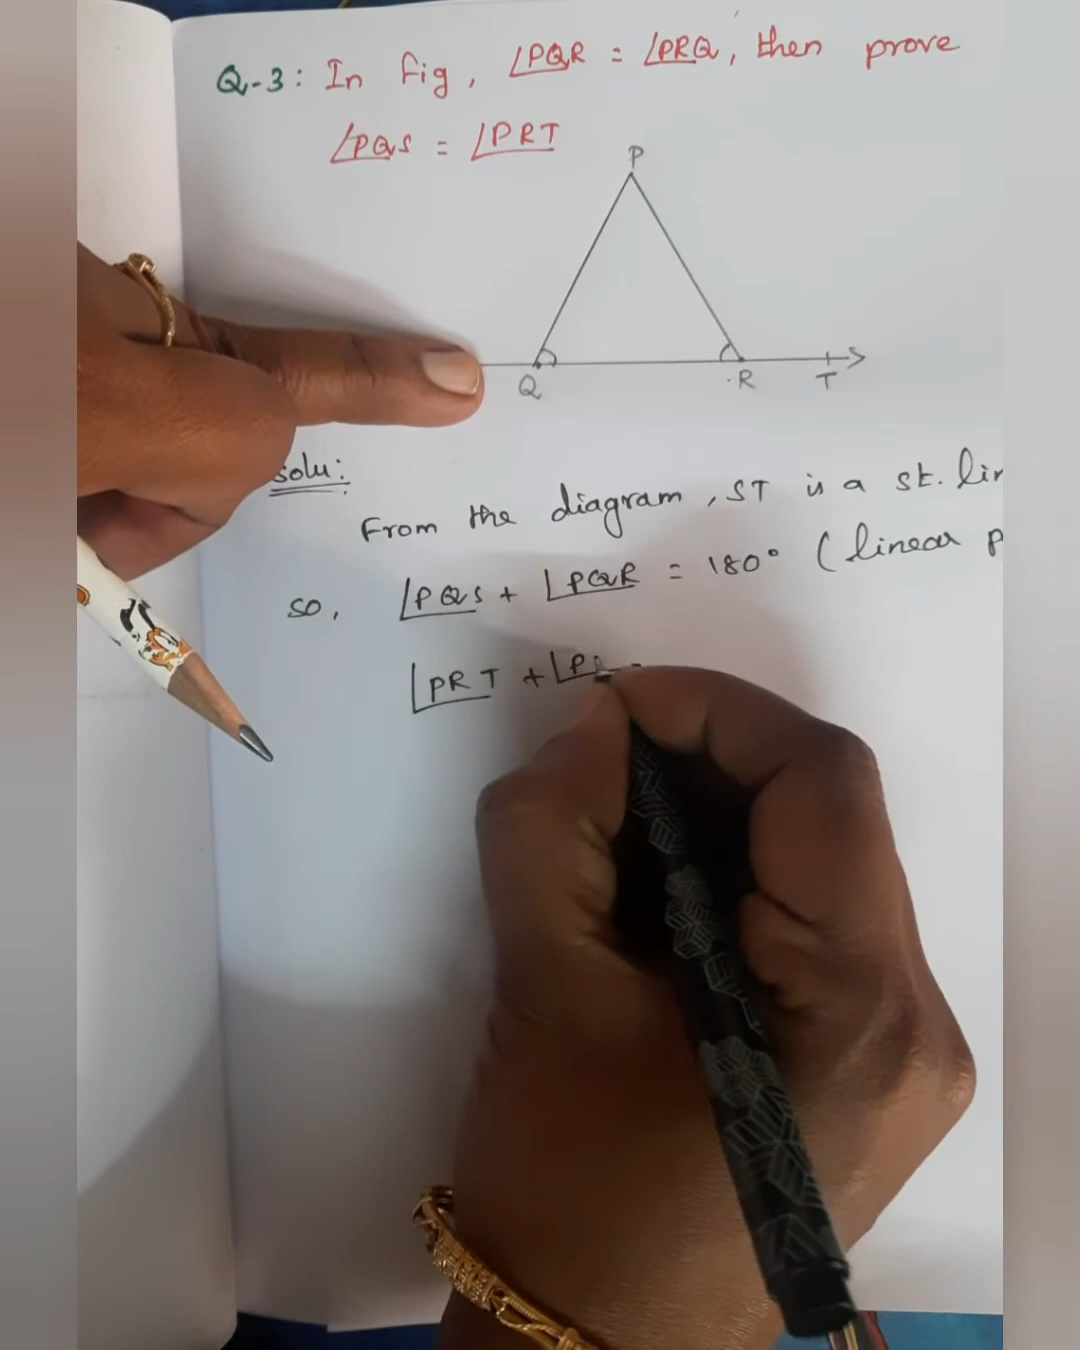 Q-3: In fig, ∠PQR = ∠PRQ, then prove
∠PQS = ∠PRT
P
Q
R
T
Solu:
From the diagram, ST is a st.
so, ∠PQS + ∠PQR = 180° (linear
∠PRT +